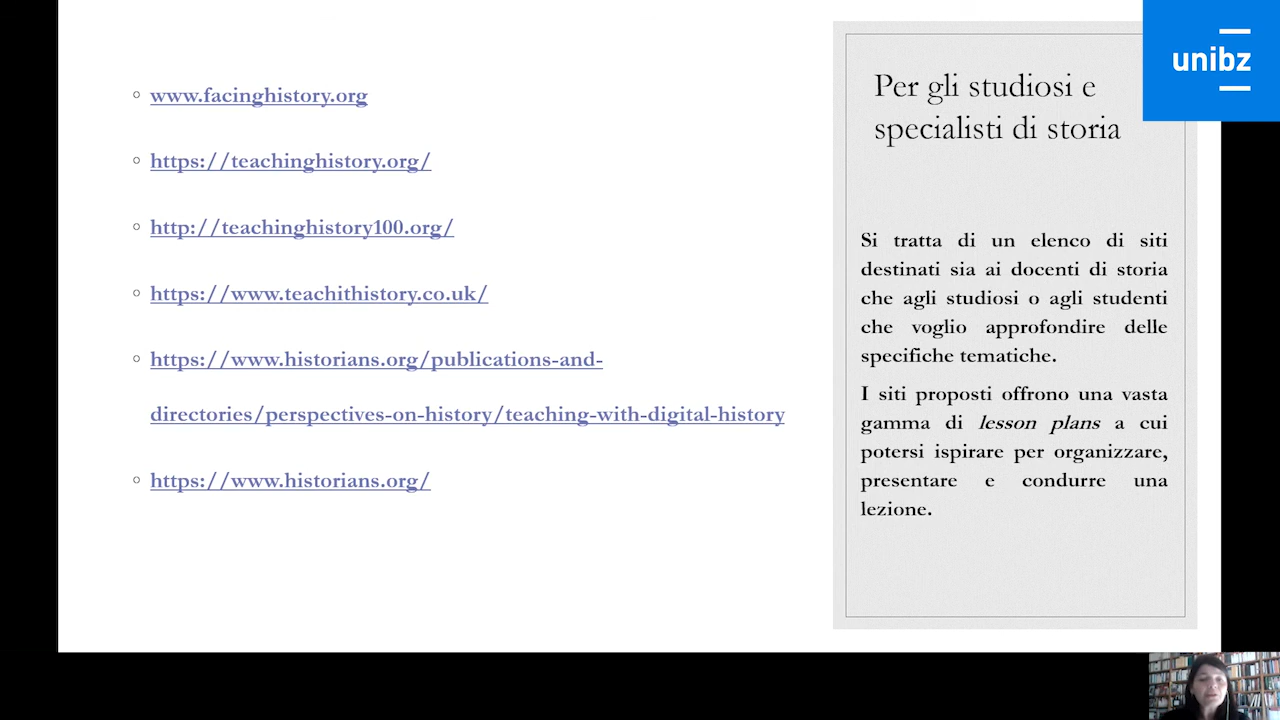 www.facinghistory.org
https://teachinghistory.org/
http://teachinghistory100.org/
https://www.teachithistory.co.uk/
https://www.historians.org/publications-and-
directories/perspectives-on-history/teaching-with-digital-history
https://www.historians.org/
Per gli studiosi e
specialisti di storia
Si tratta di un elenco di siti
destinati sia ai docenti di storia
che agli studiosi o agli studenti
che voglio approfondire delle
specifiche tematiche.
I siti proposti offrono una vasta
gamma di lesson plans a cui
potersi ispirare per organizzare,
presentare e condurre una
lezione.
unibz